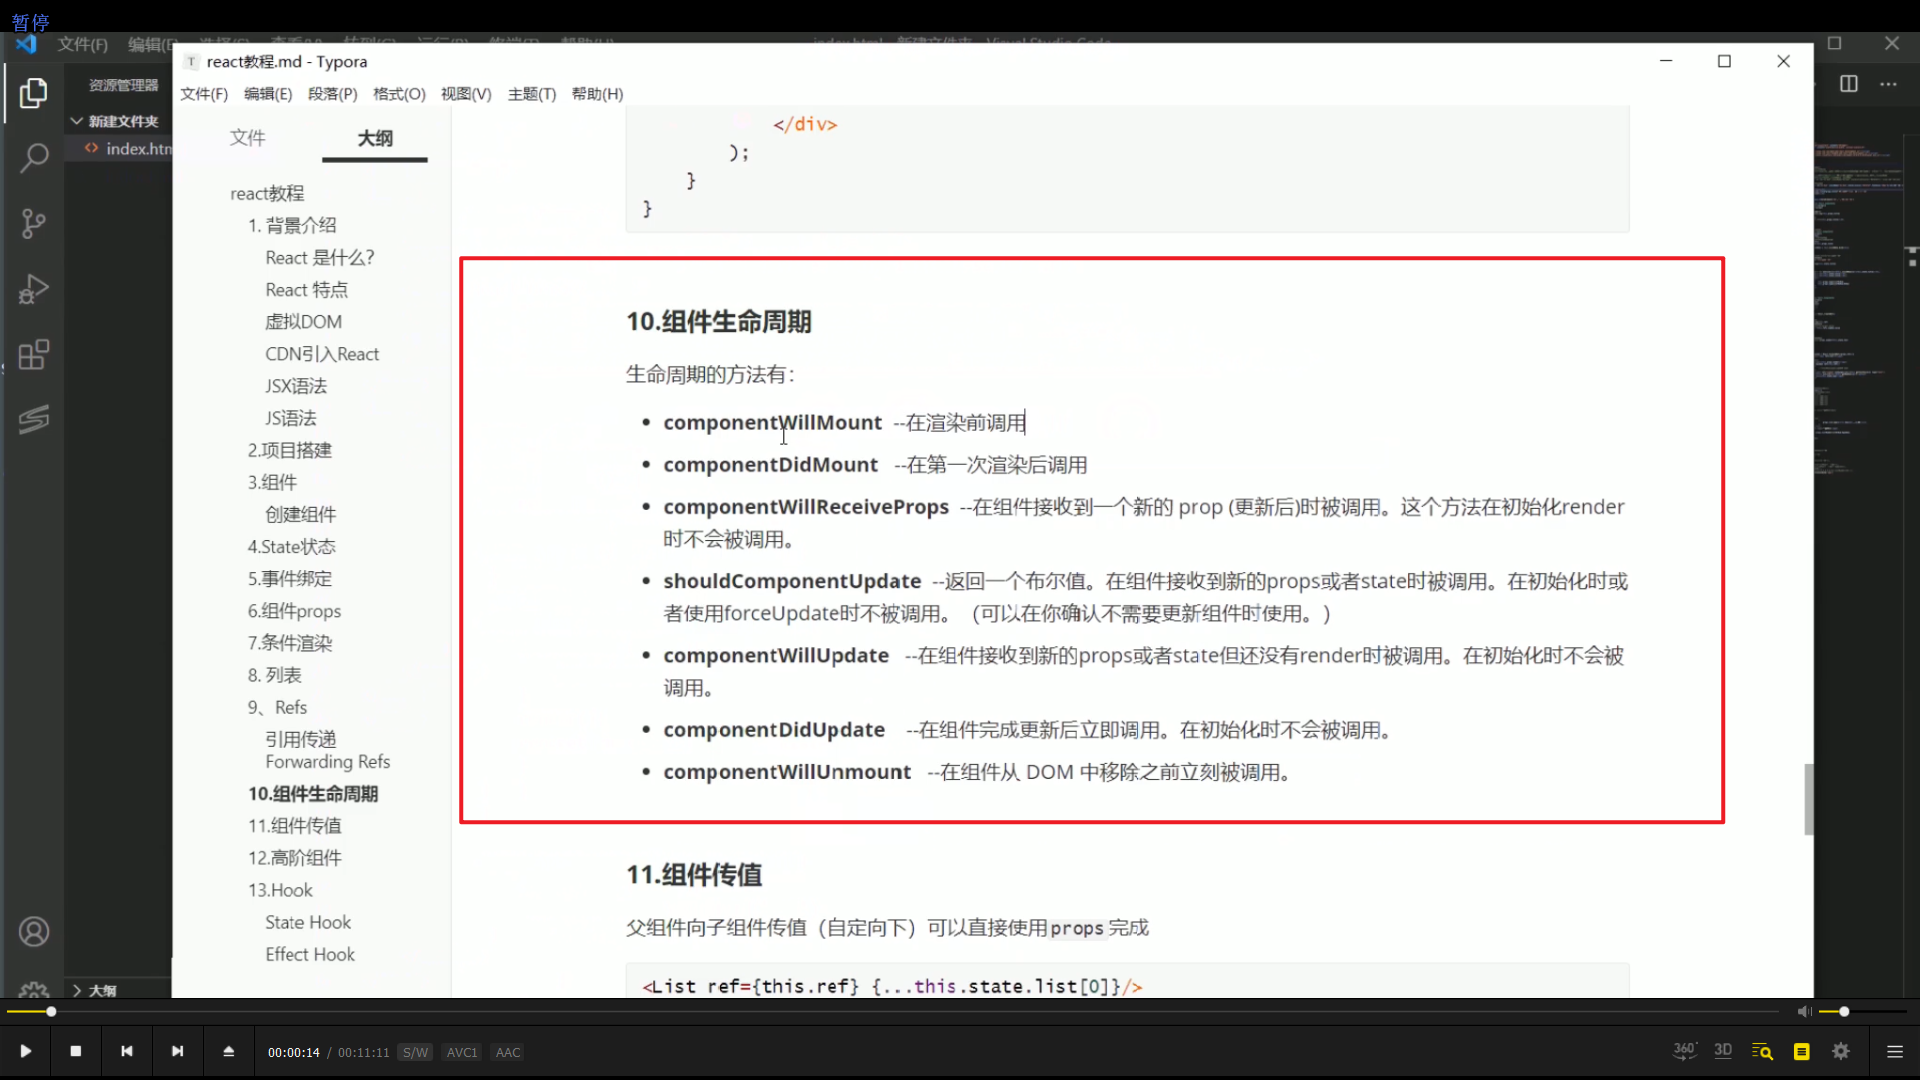 暂停
文件(F)
react教程.md - Typora
文件(F) 编辑(E) 段落(P) 格式(O) 视图(V) 主题(T) 帮助(H)
资源管理器
新建文件夹
index.htm
文件 大纲
react教程
1. 背景介绍
React 是什么?
React 特点
虚拟DOM
CDN引入React
JSX语法
JS语法
2.项目搭建
3.组件
创建组件
4.State状态
5.事件绑定
6.组件props
7.条件渲染
8. 列表
9、Refs
引用传递
Forwarding Refs
10.组件生命周期
11.组件传值
12.高阶组件
13.Hook
State Hook
Effect Hook
大纲
</div>
);
}
}
10.组件生命周期
生命周期的方法有：
componentWillMount --在渲染前调用
componentDidMount --在第一次渲染后调用
componentWillReceiveProps --在组件接收到一个新的 prop (更新后)时被调用。这个方法在初始化render
时不会被调用。
shouldComponentUpdate --返回一个布尔值。在组件接收到新的props或者state时被调用。在初始化时或
者使用forceUpdate时不被调用。（可以在你确认不需要更新组件时使用。）
componentWillUpdate --在组件接收到新的props或者state但还没有render时被调用。在初始化时不会被
调用。
componentDidUpdate --在组件完成更新后立即调用。在初始化时不会被调用。
componentWillUnmount --在组件从 DOM 中移除之前立刻被调用。
11.组件传值
父组件向子组件传值（自定向下）可以直接使用props完成
<List ref={this.ref} {...this.state.list[0]}/>
00:00:14 / 00:11:11 S/W AVC1 AAC
360° 3D